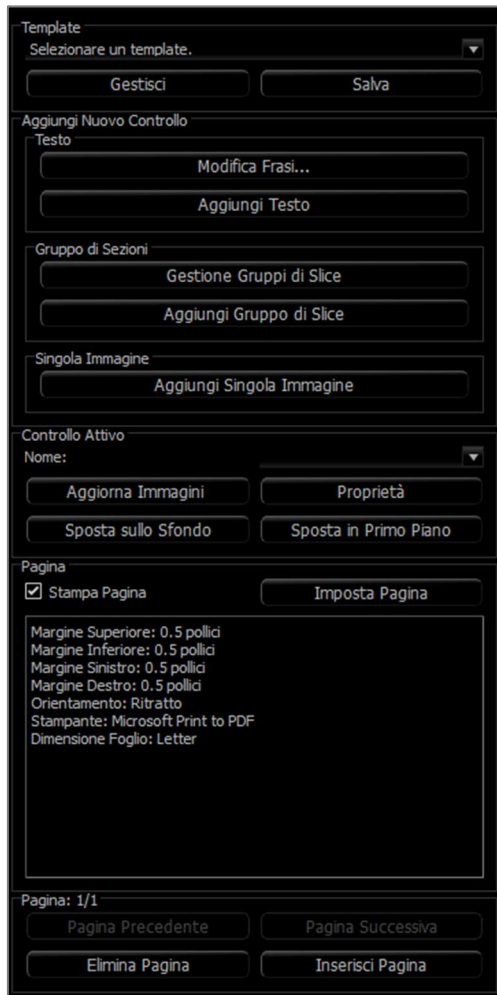 Template
Selezionare un template.
Gestisci
Salva
Aggiungi Nuovo Controllo
Testo
Modifica Frasi...
Aggiungi Testo
Gruppo di Sezioni
Gestione Gruppi di Slice
Aggiungi Gruppo di Slice
Singola Immagine
Aggiungi Singola Immagine
Controllo Attivo
Nome:
Aggiorna Immagini
Proprietà
Sposta sullo Sfondo
Sposta in Primo Piano
Pagina
Stampa Pagina
Imposta Pagina
Margine Superiore: 0.5 pollici
Margine Inferiore: 0.5 pollici
Margine Sinistro: 0.5 pollici
Margine Destro: 0.5 pollici
Orientamento: Ritratto
Stampante: Microsoft Print to PDF
Dimensione Foglio: Letter
Pagina: 1/1
Pagina Precedente
Pagina Successiva
Elimina Pagina
Inserisci Pagina